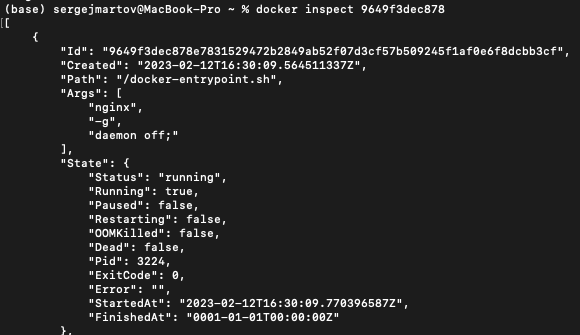 (base) sergejmartov@MacBook-Pro ~ % docker inspect 9649f3dec878
[[
    {
        "Id": "9649f3dec878e7831529472b2849ab52f07d3cf57b509245f1af0e6f8dcbb3cf",
        "Created": "2023-02-12T16:30:09.564511337Z",
        "Path": "/docker-entrypoint.sh",
        "Args": [
            "nginx",
            "-g",
            "daemon off;"
        ],
        "State": {
            "Status": "running",
            "Running": true,
            "Paused": false,
            "Restarting": false,
            "OOMKilled": false,
            "Dead": false,
            "Pid": 3224,
            "ExitCode": 0,
            "Error": "",
            "StartedAt": "2023-02-12T16:30:09.770396587Z",
            "FinishedAt": "0001-01-01T00:00:00Z"
        },